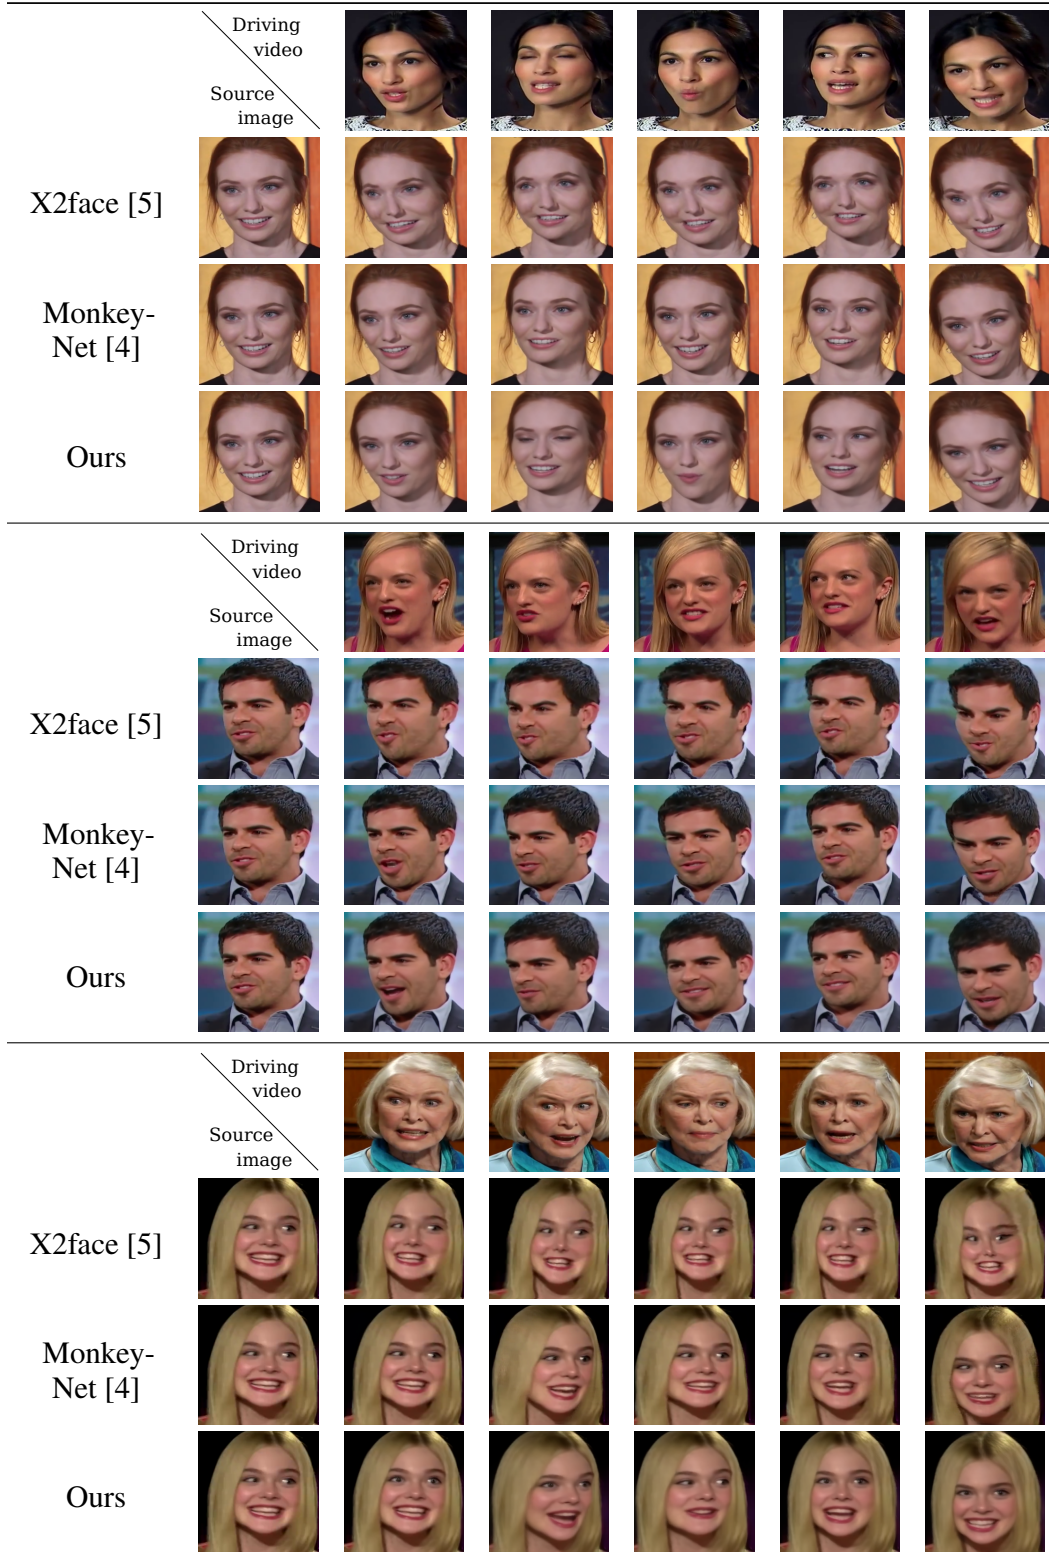 Driving
video
Source
image
X2face [5]
Monkey-
Net [4]
Ours
Driving
video
Source
image
X2face [5]
Monkey-
Net [4]
Ours
Driving
video
Source
image
X2face [5]
Monkey-
Net [4]
Ours